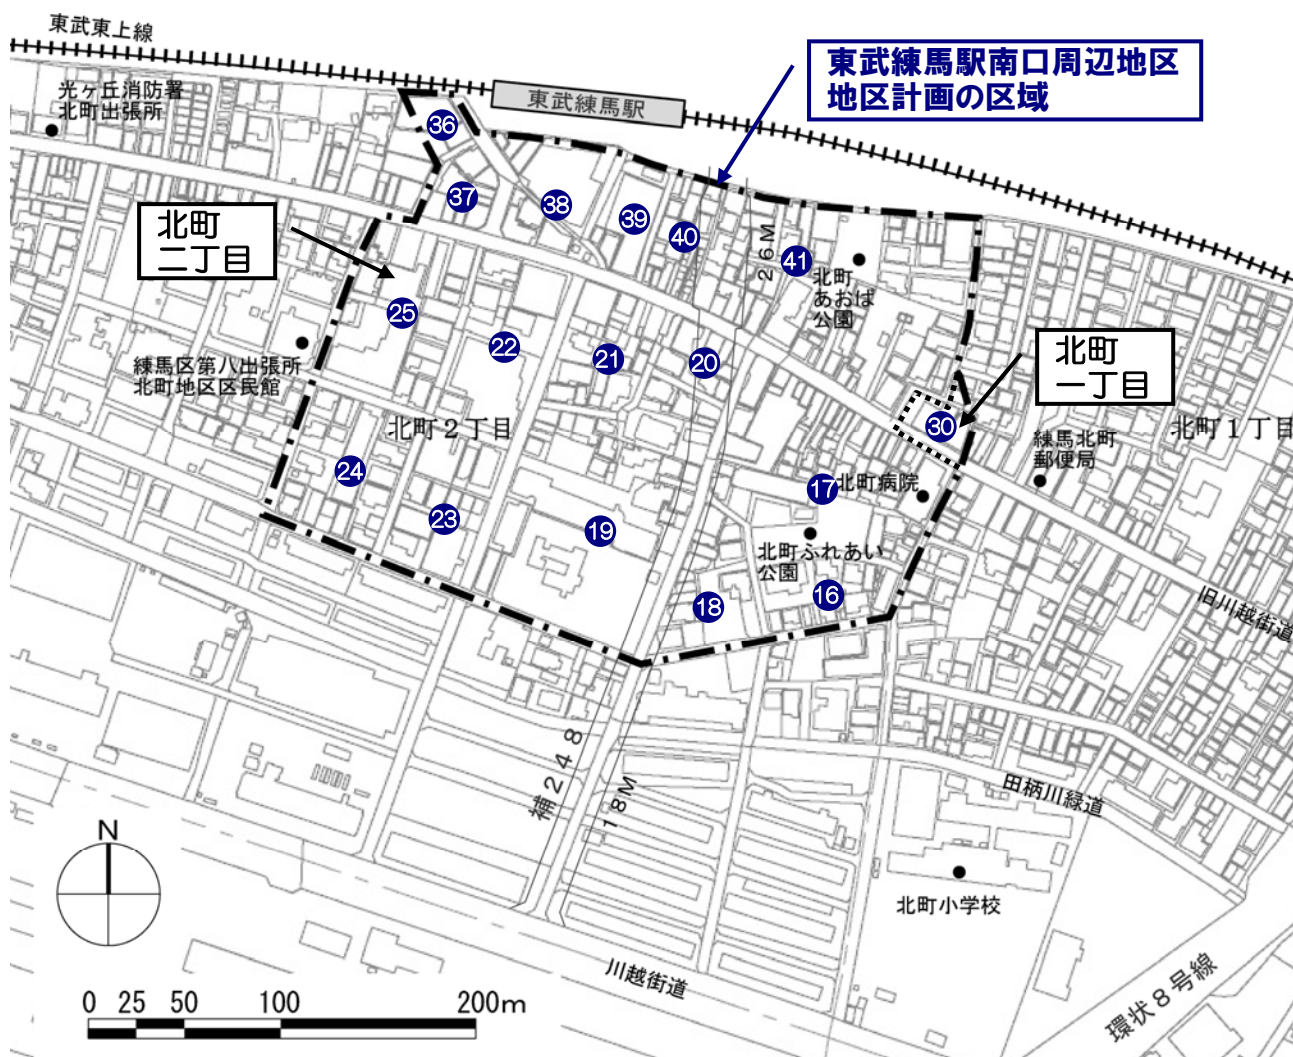 東武東上線
東武練馬駅南口周辺地区
地区計画の区域
光ヶ丘消防署
北町出張所
東武練馬駅
36
37
38
39
40
41
26M
北町
二丁目
北町
あおば
公園
25
22
21
20
北町
一丁目
練馬区第八出張所
北町地区区民館
北町2丁目
30
北町1丁目
練馬北町
郵便局
24
23
19
17
北町病院
北町ふれあい
公園
18
16
旧川越街道
補248
18M
田柄川緑道
N
北町小学校
川越街道
環状8号線
0 25 50 100 200m